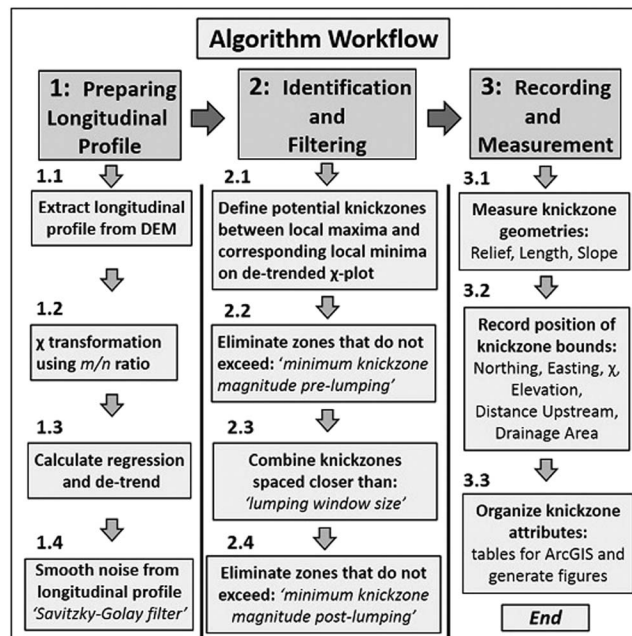 Algorithm Workflow
1: Preparing
Longitudinal
Profile
1.1
Extract longitudinal
profile from DEM
1.2
χ transformation
using m/n ratio
1.3
Calculate regression
and de-trend
1.4
Smooth noise from
longitudinal profile
'Savitzky-Golay filter'
2: Identification
and
Filtering
2.1
Define potential knickzones
between local maxima and
corresponding local minima
on de-trended χ-plot
2.2
Eliminate zones that do not
exceed: 'minimum knickzone
magnitude pre-lumping'
2.3
Combine knickzones
spaced closer than:
'lumping window size'
2.4
Eliminate zones that do not
exceed: 'minimum knickzone
magnitude post-lumping'
3: Recording
and
Measurement
3.1
Measure knickzone
geometries:
Relief, Length, Slope
3.2
Record position of
knickzone bounds:
Northing, Easting, χ,
Elevation,
Distance Upstream,
Drainage Area
3.3
Organize knickzone
attributes:
tables for ArcGIS and
generate figures
End